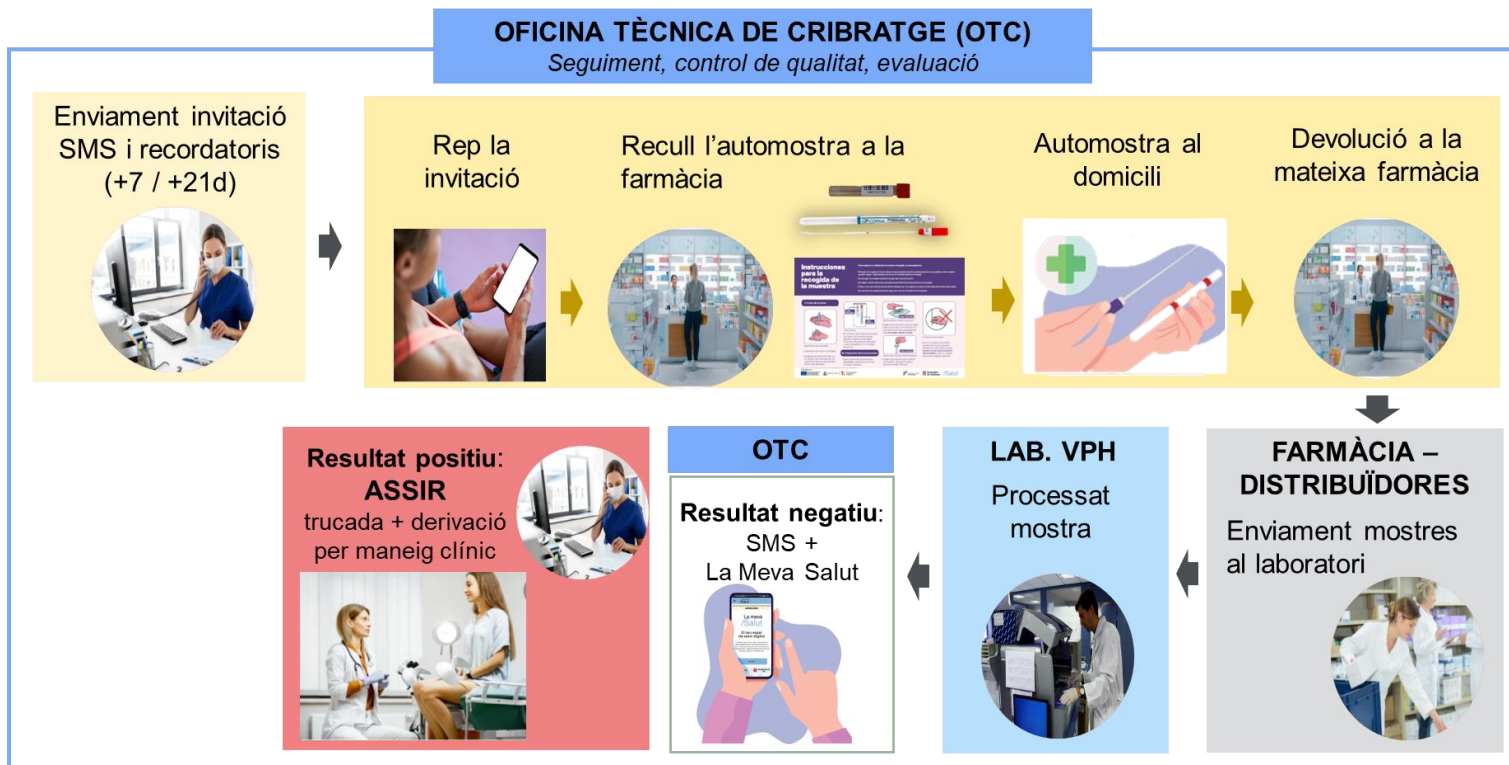 OFICINA TÈCNICA DE CRIBRATGE (OTC)
Seguiment, control de qualitat, evaluació
Enviament invitació
SMS i recordatoris
(+7 / +21d)
Rep la
invitació
Recull l’automostra a la
farmàcia
Instrucciones
para la
recogida de
la muestra
Automostra al
domicili
Devolució a la
mateixa farmàcia
Resultat positiu:
ASSIR
trucada + derivació
per maneig clínic
OTC
Resultat negatiu:
SMS +
La Meva Salut
La meva
/Salut
LAB. VPH
Processat
mostra
FARMÀCIA –
DISTRIBUÏDORES
Enviament mostres
al laboratori